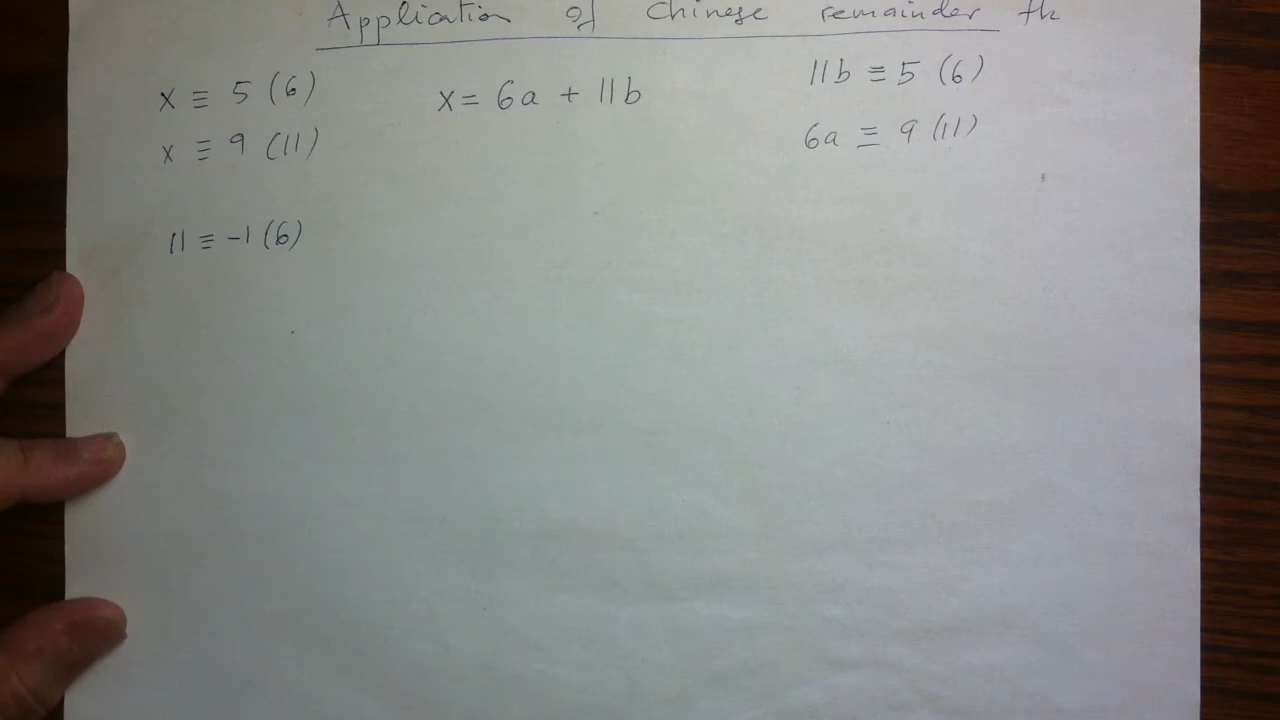 Application of Chinese remainder th
x ≡ 5 (6)
x ≡ 9 (11)
x = 6a + 11b
11b ≡ 5 (6)
6a ≡ 9 (11)
11 ≡ -1 (6)